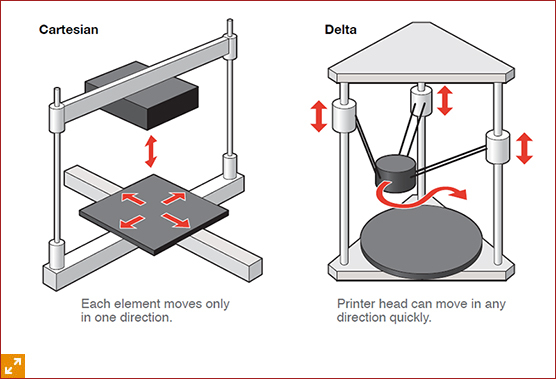 Cartesian
Delta
Each element moves only
in one direction.
Printer head can move in any
direction quickly.